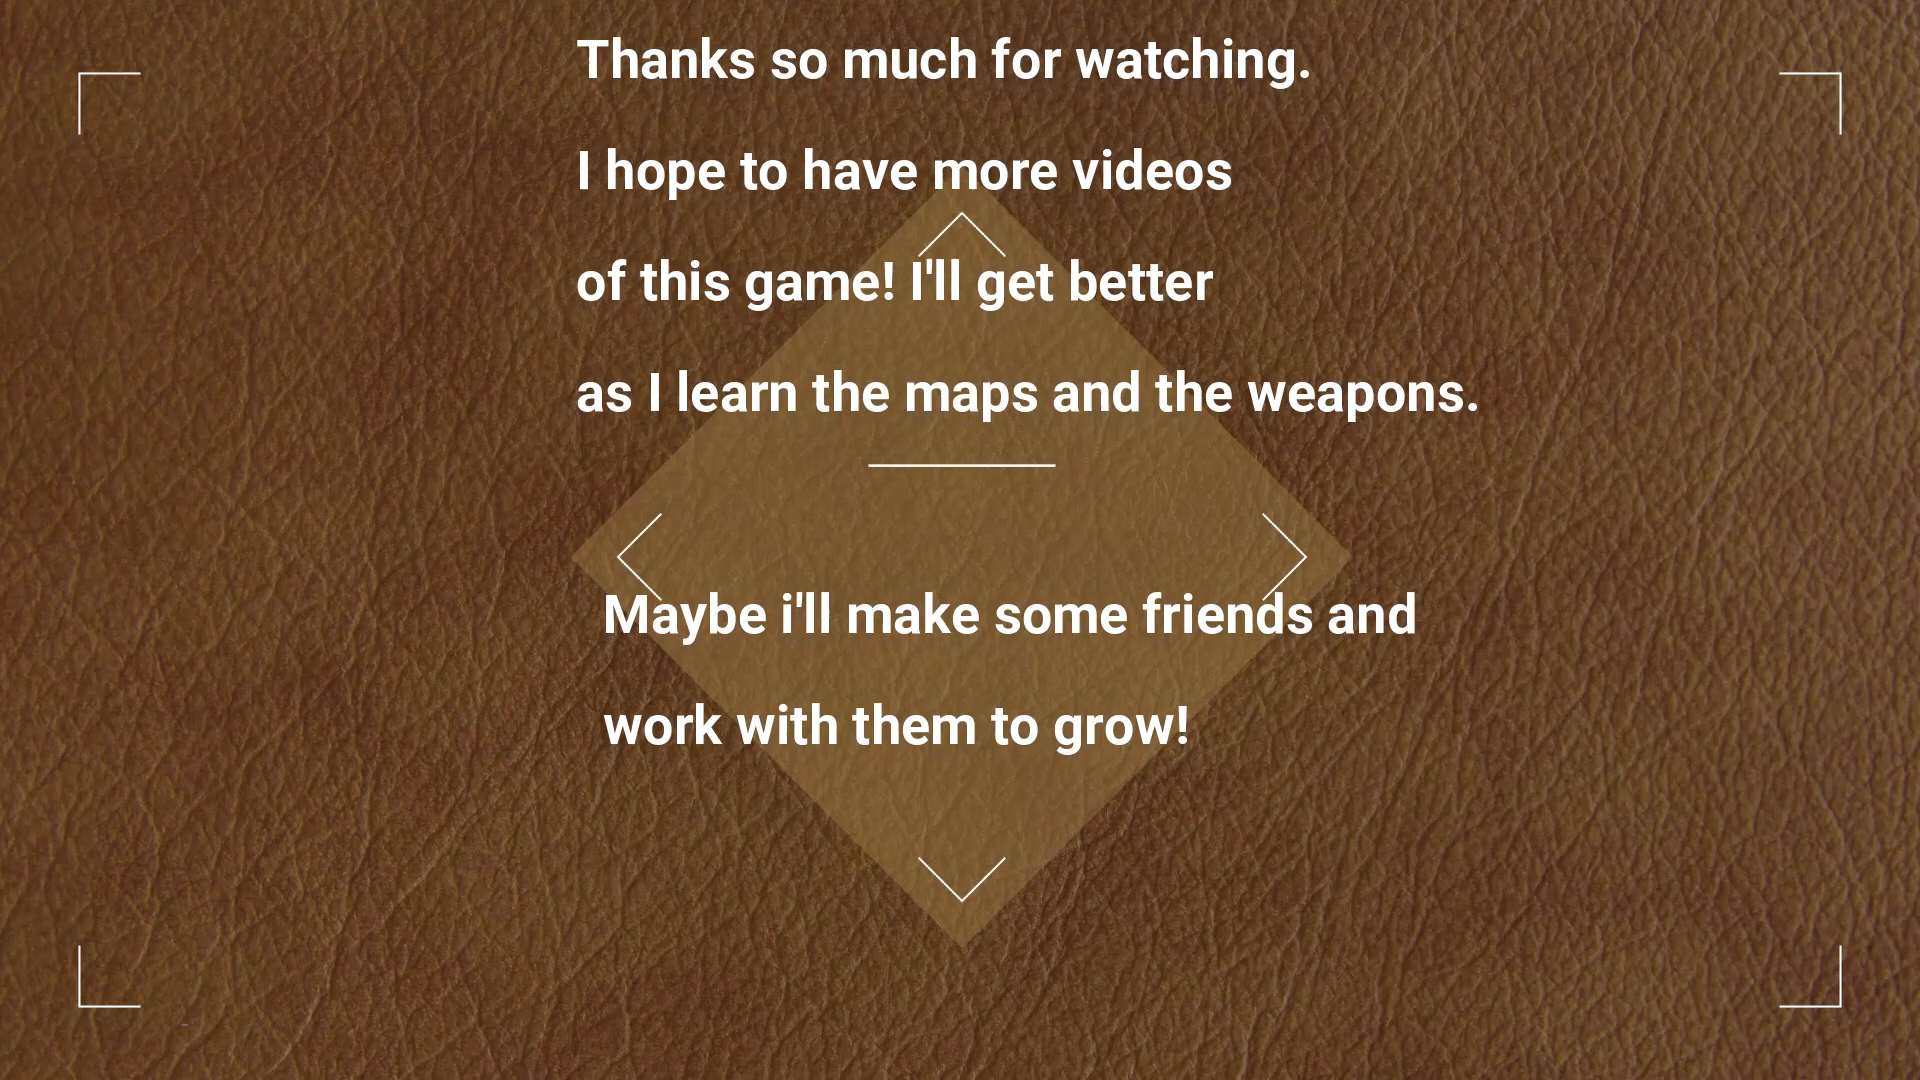 Thanks so much for watching.
I hope to have more videos
of this game! I'll get better
as I learn the maps and the weapons.
Maybe i'll make some friends and
work with them to grow!